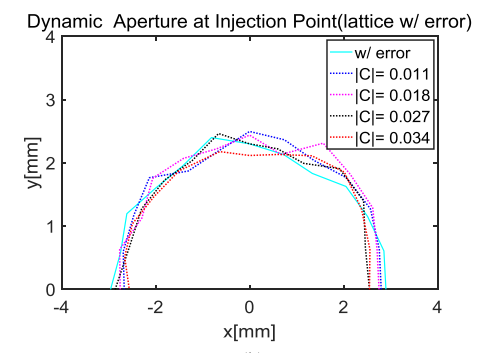 Dynamic Aperture at Injection Point(lattice w/ error)
4
3
2
1
0
y[mm]
w/ error
|C|= 0.011
|C|= 0.018
|C|= 0.027
|C|= 0.034
-4 -2 0 2 4
x[mm]